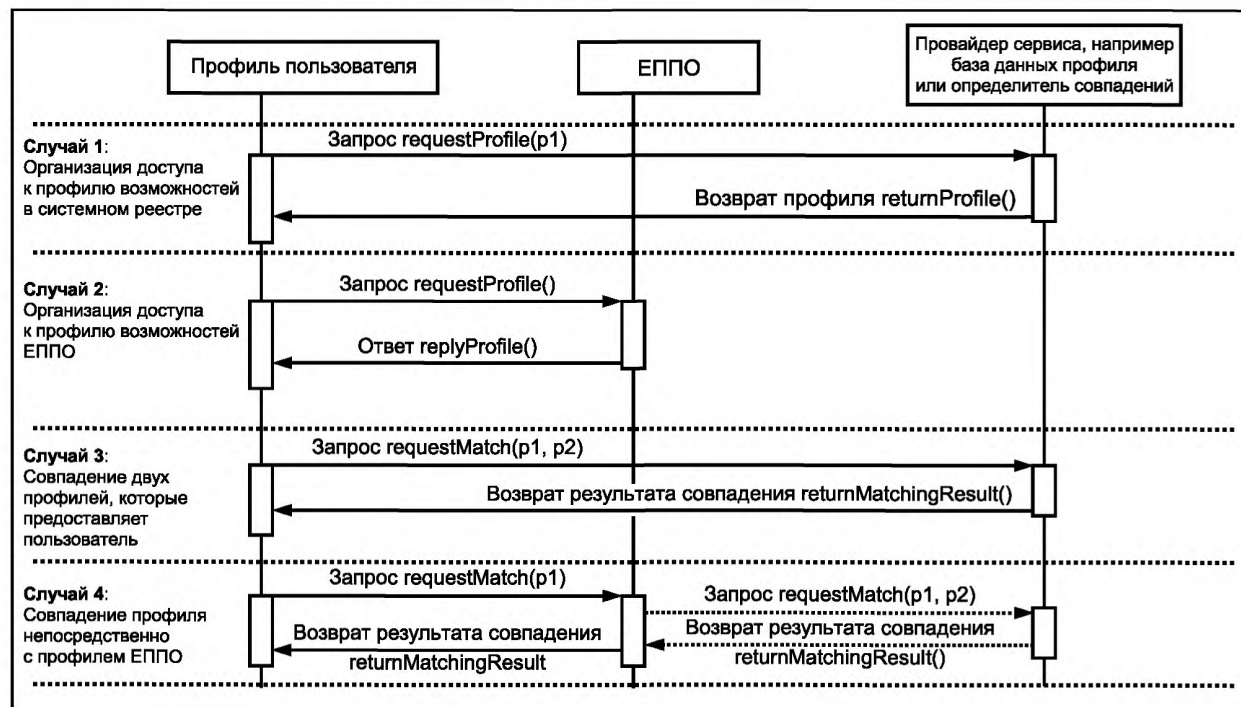 Профиль пользователя
ЕППО
Провайдер сервиса, например
база данных профиля
или определитель совпадений
Случай 1:
Организация доступа
к профилю возможностей
в системном реестре
Запрос requestProfile(p1)
Возврат профиля returnProfile()
Случай 2:
Организация доступа
к профилю возможностей
ЕППО
Запрос requestProfile()
Ответ replyProfile()
Случай 3:
Совпадение двух
профилей, которые
предоставляет
пользователь
Запрос requestMatch(p1, p2)
Возврат результата совпадения returnMatchingResult()
Случай 4:
Совпадение профиля
непосредственно
с профилем ЕППО
Запрос requestMatch(p1)
Возврат результата совпадения
returnMatchingResult
Запрос requestMatch(p1, p2)
Возврат результата совпадения
returnMatchingResult()